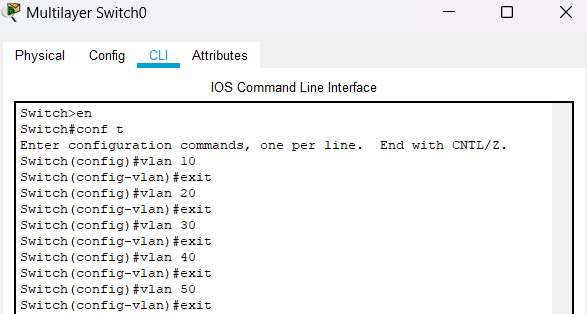 Multilayer Switch0
Physical Config CLI Attributes
IOS Command Line Interface
Switch>en
Switch#conf t
Enter configuration commands, one per line.  End with CNTL/Z.
Switch(config)#vlan 10
Switch(config-vlan)#exit
Switch(config)#vlan 20
Switch(config-vlan)#exit
Switch(config)#vlan 30
Switch(config-vlan)#exit
Switch(config)#vlan 40
Switch(config-vlan)#exit
Switch(config)#vlan 50
Switch(config-vlan)#exit